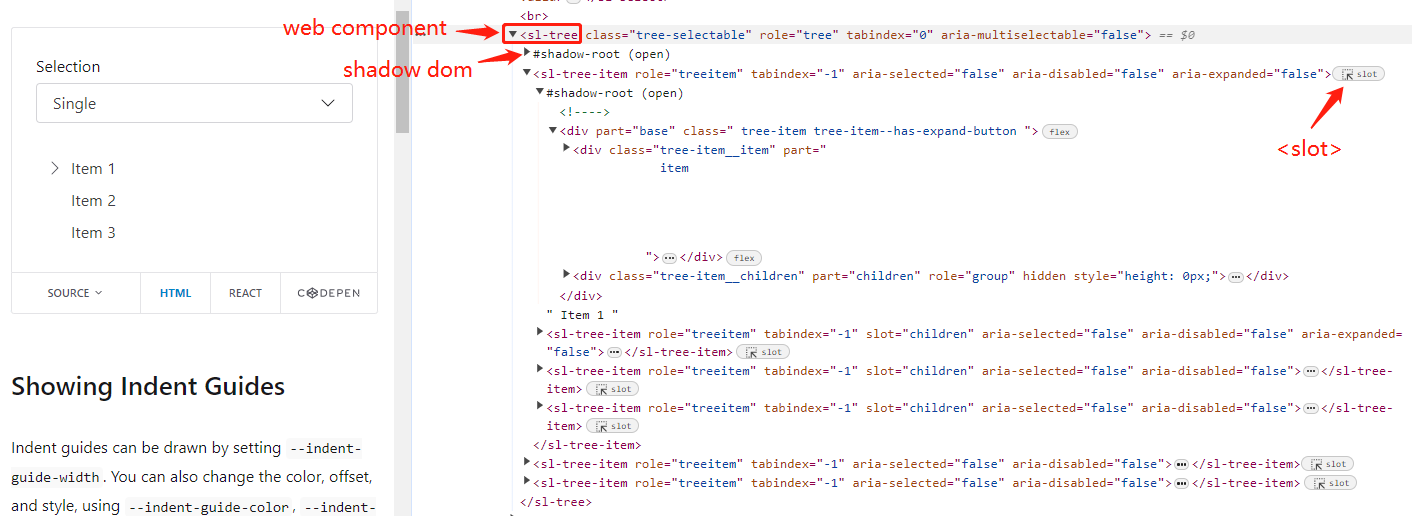 Selection
Single
Item 1
Item 2
Item 3
SOURCE
HTML
REACT
CODEPEN
Showing Indent Guides
Indent guides can be drawn by setting --indent-
guide-width. You can also change the color, offset,
and style, using --indent-guide-color, --indent-
web component
shadow dom
<slot>
<br>
<sl-tree class="tree-selectable" role="tree" tabindex="0" aria-multiselectable="false"> == $0
#shadow-root (open)
<sl-tree-item role="treeitem" tabindex="-1" aria-selected="false" aria-disabled="false" aria-expanded="false"> slot
#shadow-root (open)
<!---->
<div part="base" class=" tree-item tree-item--has-expand-button "> flex
<div class="tree-item__item" part="
item
">…</div> flex
<div class="tree-item__children" part="children" role="group" hidden style="height: 0px;">…</div>
</div>
" Item 1 "
<sl-tree-item role="treeitem" tabindex="-1" slot="children" aria-selected="false" aria-disabled="false" aria-expanded=
"false">…</sl-tree-item> slot
<sl-tree-item role="treeitem" tabindex="-1" slot="children" aria-selected="false" aria-disabled="false">…</sl-tree-
item> slot
<sl-tree-item role="treeitem" tabindex="-1" slot="children" aria-selected="false" aria-disabled="false">…</sl-tree-
item> slot
</sl-tree-item>
<sl-tree-item role="treeitem" tabindex="-1" aria-selected="false" aria-disabled="false">…</sl-tree-item> slot
<sl-tree-item role="treeitem" tabindex="-1" aria-selected="false" aria-disabled="false">…</sl-tree-item> slot
</sl-tree>